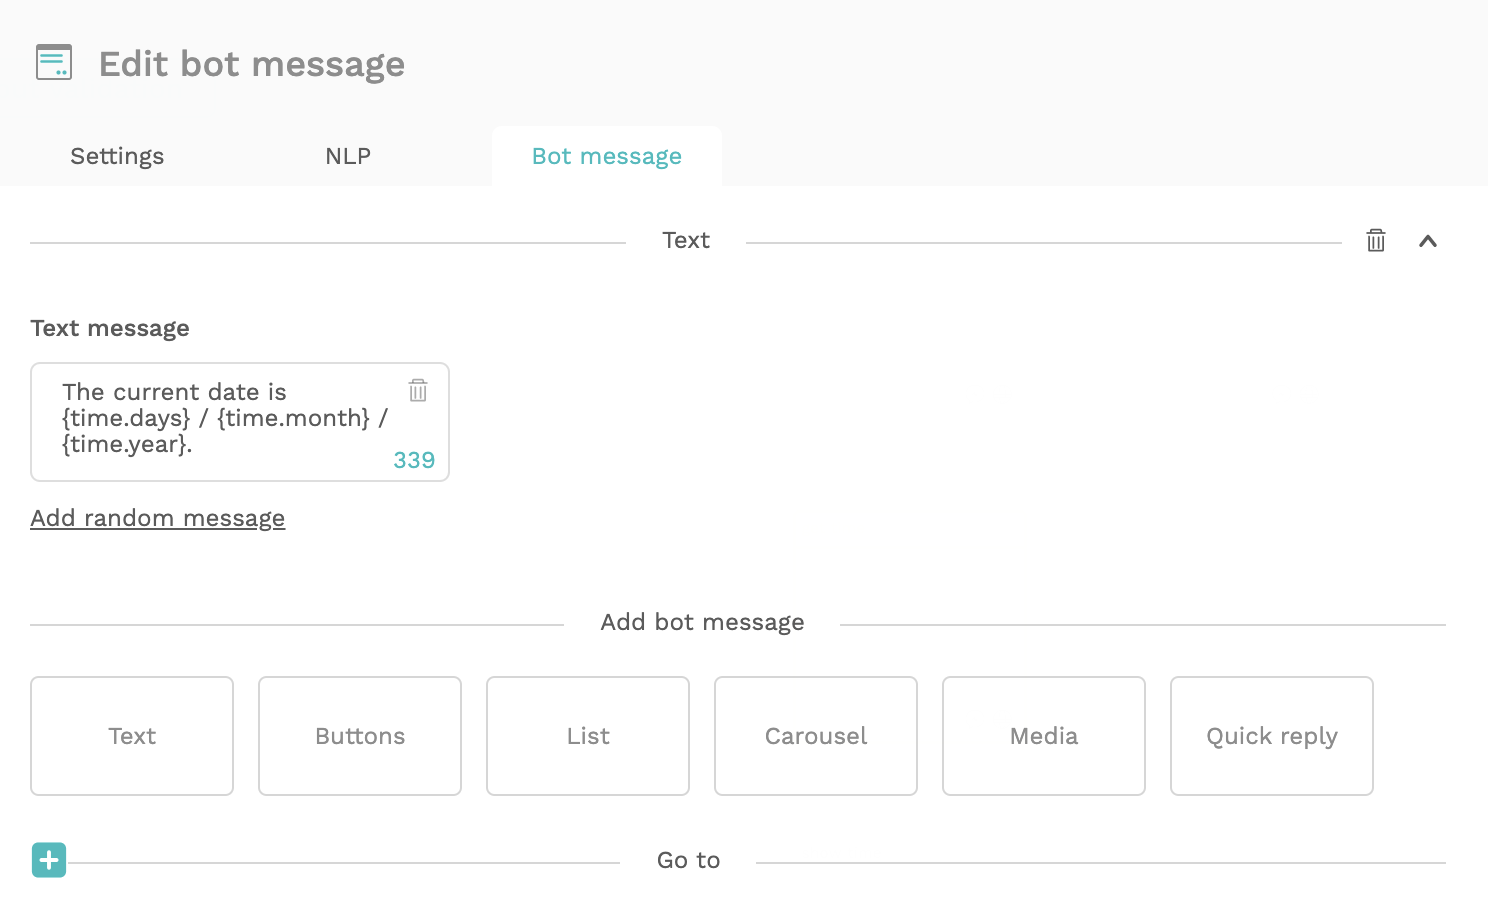 Edit bot message
Settings NLP Bot message
Text
Text message
The current date is
{time.days} / {time.month} /
{time.year}.
339
Add random message
Add bot message
Text Buttons List Carousel Media Quick reply
Go to